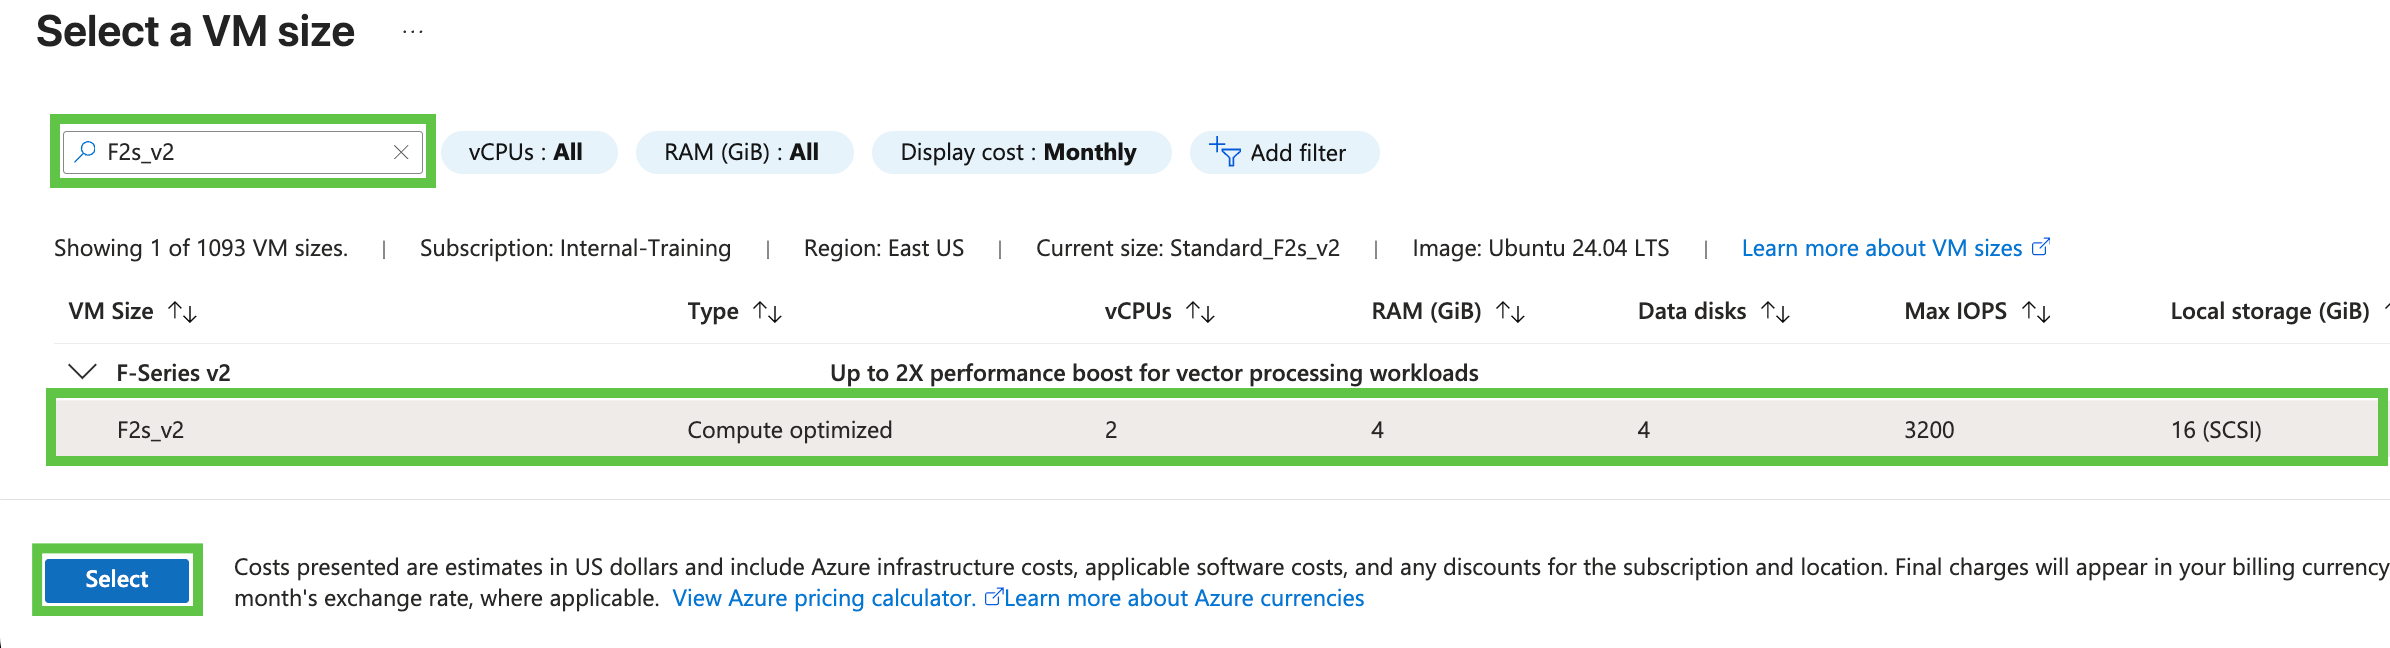 Select a VM size ...
F2s_v2 vCPUs : All RAM (GiB) : All Display cost : Monthly Add filter
Showing 1 of 1093 VM sizes. | Subscription: Internal-Training | Region: East US | Current size: Standard_F2s_v2 | Image: Ubuntu 24.04 LTS | Learn more about VM sizes
VM Size ↑↓ Type ↑↓ vCPUs ↑↓ RAM (GiB) ↑↓ Data disks ↑↓ Max IOPS ↑↓ Local storage (GiB) ↑
F-Series v2 Up to 2X performance boost for vector processing workloads
F2s_v2 Compute optimized 2 4 4 3200 16 (SCSI)
Select
Costs presented are estimates in US dollars and include Azure infrastructure costs, applicable software costs, and any discounts for the subscription and location. Final charges will appear in your billing currency
month's exchange rate, where applicable. View Azure pricing calculator. Learn more about Azure currencies